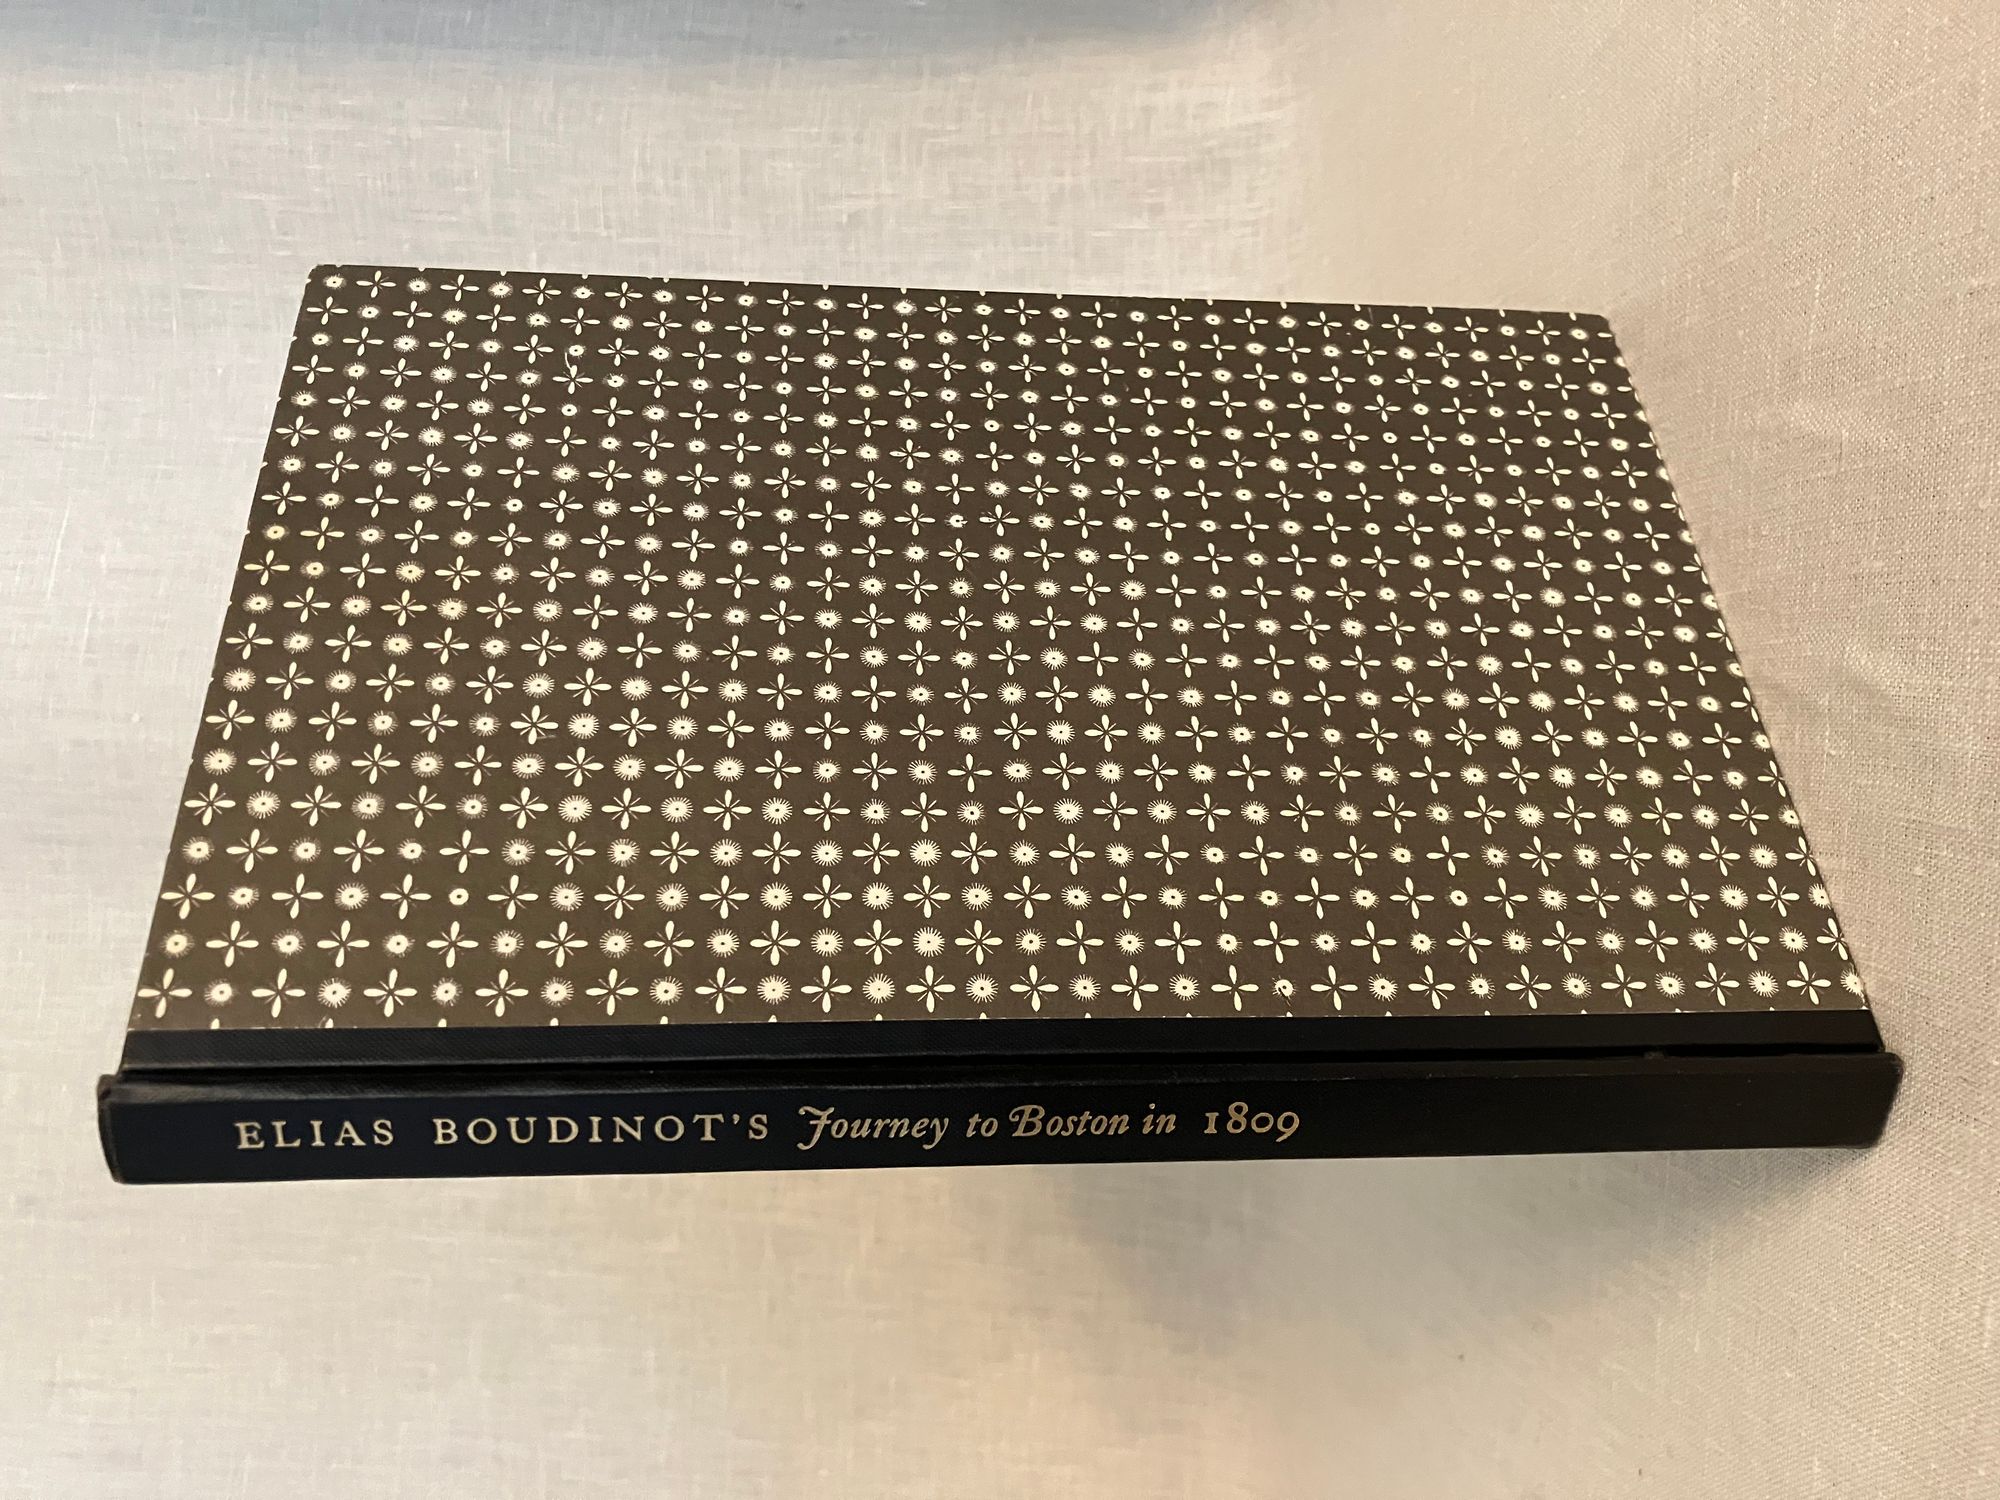 ELIAS BOUDINOT'S Journey to Boston in 1809